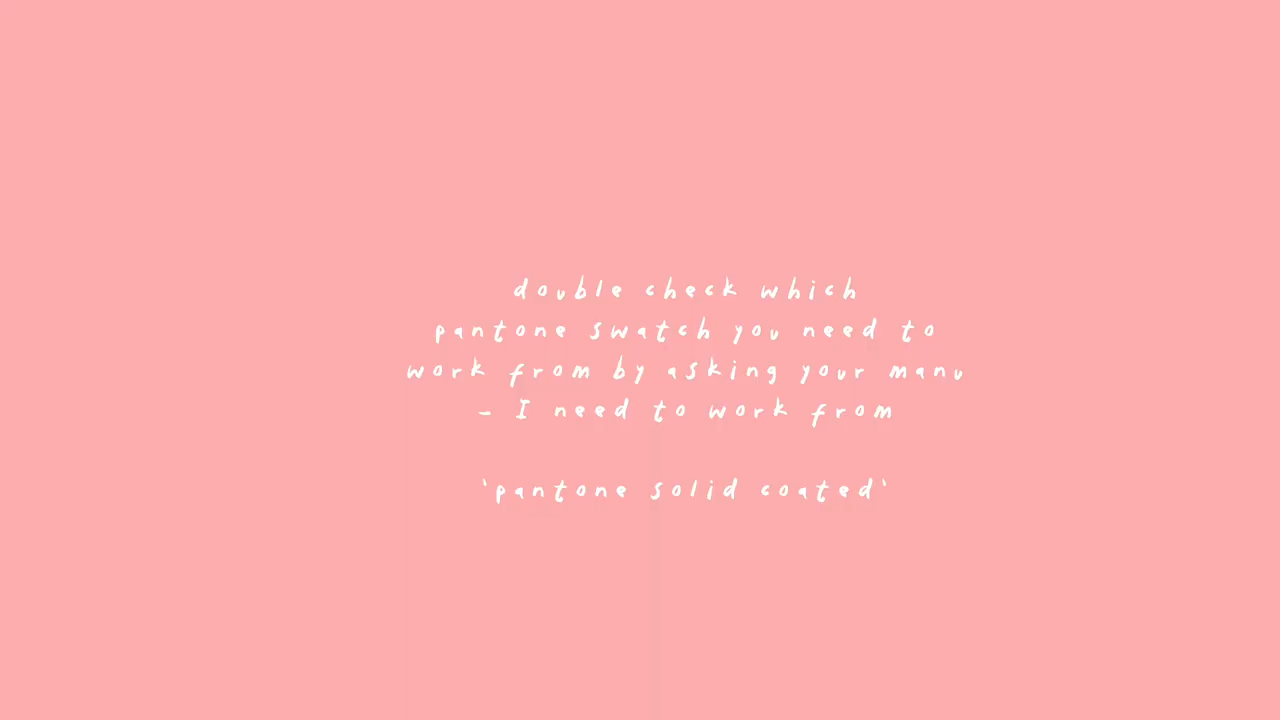 double check which
pantone swatch you need to
work from by asking your manu
- I need to work from
'pantone solid coated'